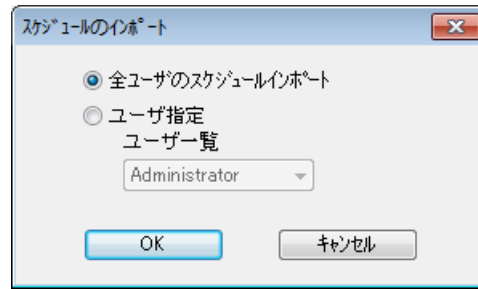 ｽｹｼﾞｭｰﾙのｲﾝﾎﾟｰﾄ
全ﾕｰｻﾞのｽｹｼﾞｭｰﾙｲﾝﾎﾟｰﾄ
ユーザ指定
ユーザ一覧
Administrator
OK
ｷｬﾝｾﾙ